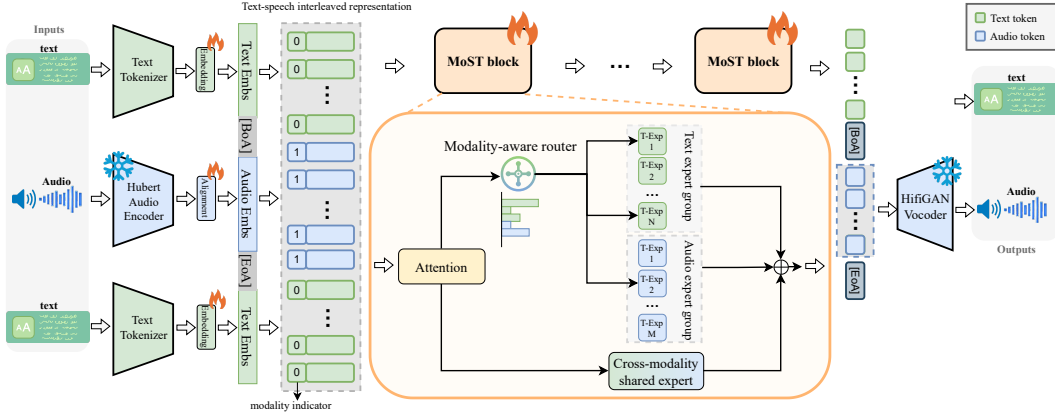 Text-speech interleaved representation
Inputs
text
AA
Text
Tokenizer
Embedding
Text Embs
[BoA]
Audio
Hubert
Audio
Encoder
Alignment
Audio Embs
[EoA]
text
AA
Text
Tokenizer
Embedding
Text Embs
0
0
0
1
1
1
1
0
0
0
modality indicator
MoST block
...
MoST block
Modality-aware router
Attention
T-Exp
1
T-Exp
2
...
T-Exp
N
Text expert group
T-Exp
1
T-Exp
2
...
T-Exp
M
Audio expert group
Cross-modality
shared expert
[BoA]
[EoA]
HifiGAN
Vocoder
Text token
Audio token
text
AA
Audio
Outputs